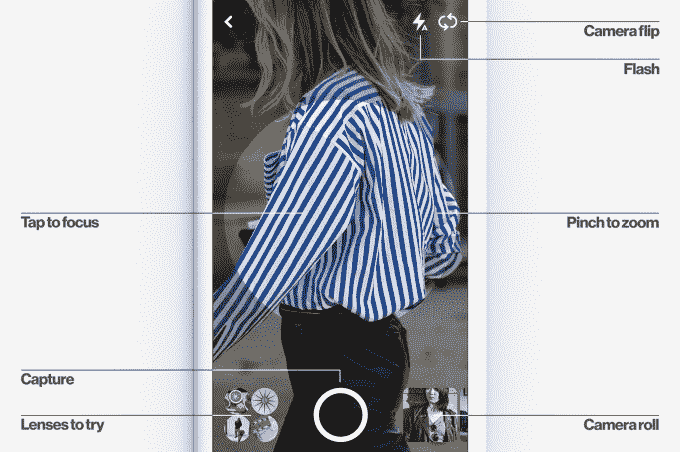 Camera flip
Flash
Tap to focus
Pinch to zoom
Capture
Lenses to try
Camera roll